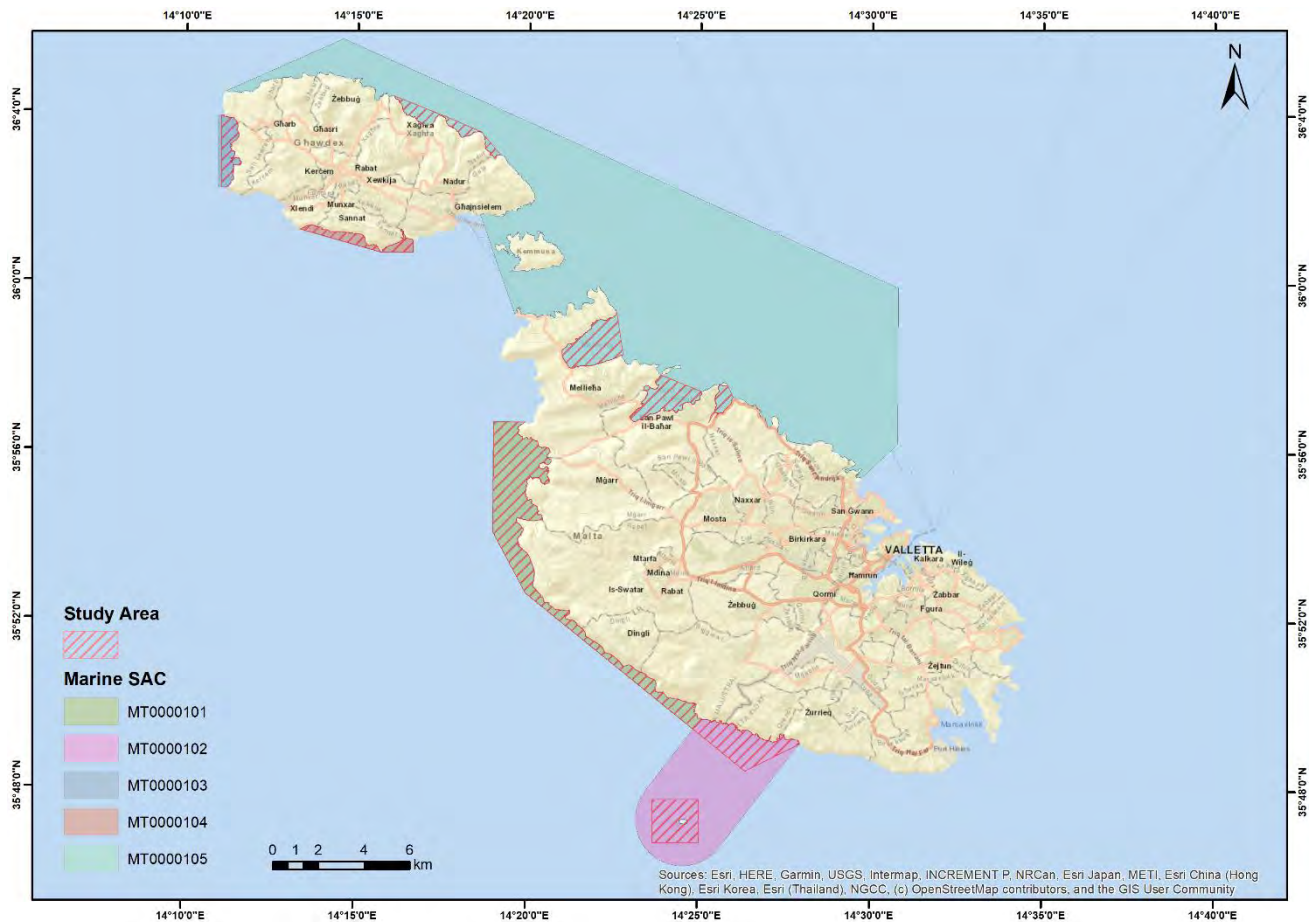 14°10'0"E 14°15'0"E 14°20'0"E 14°25'0"E 14°30'0"E 14°35'0"E 14°40'0"E
N
36°4'0"N
36°4'0"N
36°0'0"N
36°0'0"N
35°56'0"N
35°56'0"N
35°52'0"N
35°52'0"N
35°48'0"N
35°48'0"N
Żebbuġ
Għarb
Għasri
Xagħra
Xagħra
Għawdex
Kerċem
Rabat
Xewkija
Nadur
Xlendi
Munxar
Sannat
Għajnsielem
Kemmuna
Mellieħa
San Pawl
il-Baħar
Mġarr
Mġarr
Naxxar
Mosta
San Gwann
Malta
Birkirkara
VALLETTA
Kalkara
Il-
Wileġ
Mtarfa
Mdina
Ħamrun
Is-Swatar
Rabat
Żebbuġ
Qormi
Żabbar
Fgura
Dingli
Dingli
Żejtun
Żurrieq
Marsaxlokk
Study Area
Marine SAC
MT0000101
MT0000102
MT0000103
MT0000104
MT0000105
0 1 2 4 6
km
Sources: Esri, HERE, Garmin, USGS, Intermap, INCREMENT P, NRCan, Esri Japan, METI, Esri China (Hong
Kong), Esri Korea, Esri (Thailand), NGCC, (c) OpenStreetMap contributors, and the GIS User Community
14°10'0"E 14°15'0"E 14°20'0"E 14°25'0"E 14°30'0"E 14°35'0"E 14°40'0"E